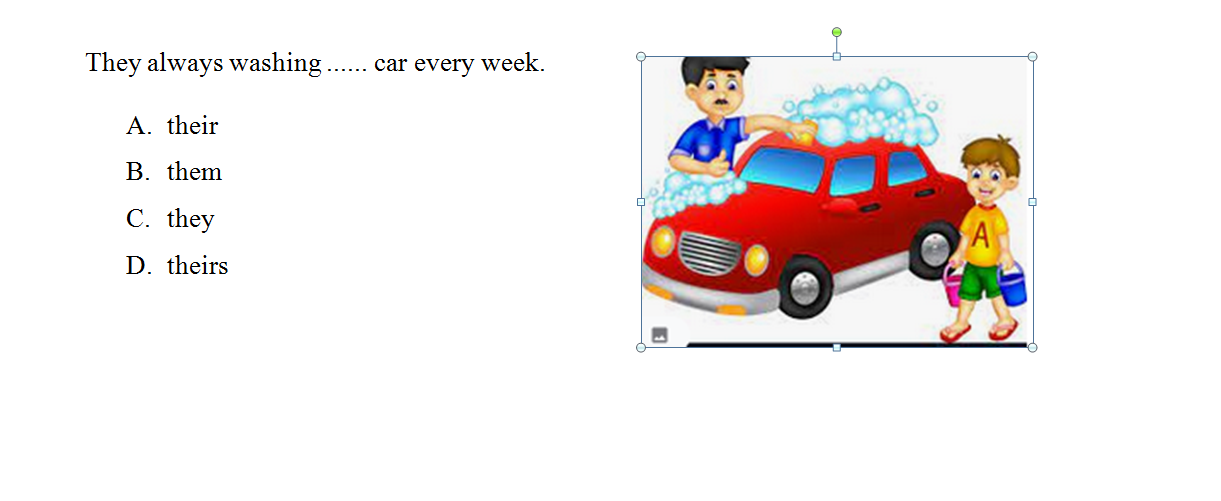 They always washing ...... car every week.
A. their
B. them
C. they
D. theirs
A